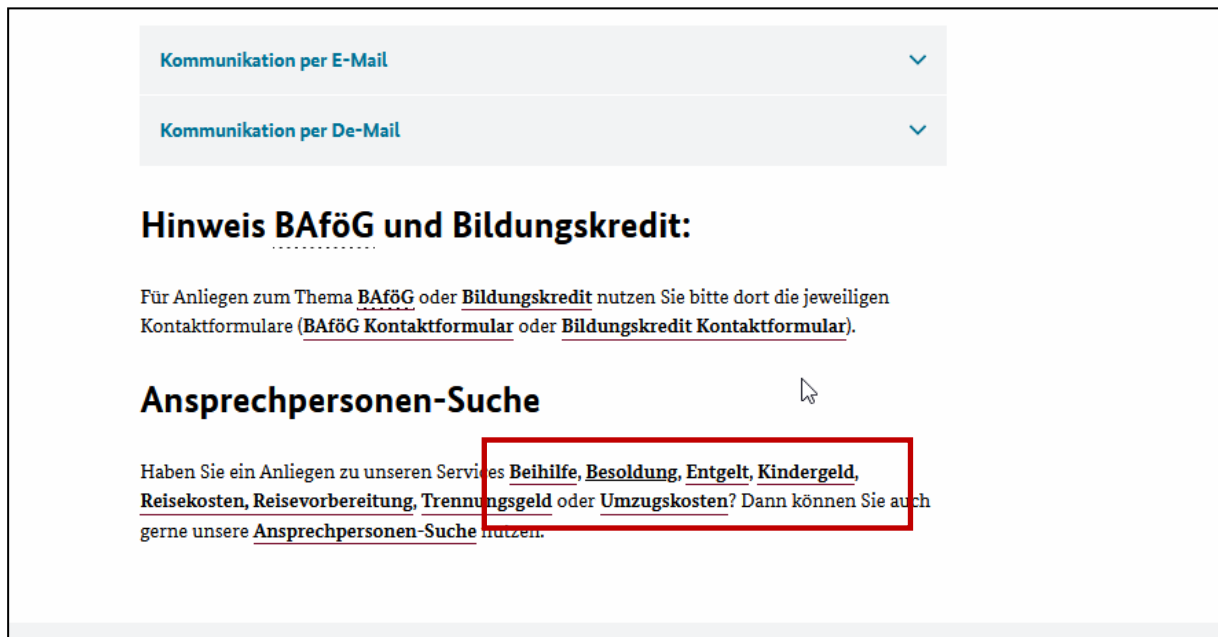 Kommunikation per E-Mail
Kommunikation per De-Mail
Hinweis BAföG und Bildungskredit:
Für Anliegen zum Thema BAföG oder Bildungskredit nutzen Sie bitte dort die jeweiligen
Kontaktformulare (BAföG Kontaktformular oder Bildungskredit Kontaktformular).
Ansprechpersonen-Suche
Haben Sie ein Anliegen zu unseren Services Beihilfe, Besoldung, Entgelt, Kindergeld,
Reisekosten, Reisevorbereitung, Trennungsgeld oder Umzugskosten? Dann können Sie auch
gerne unsere Ansprechpersonen-Suche nutzen.